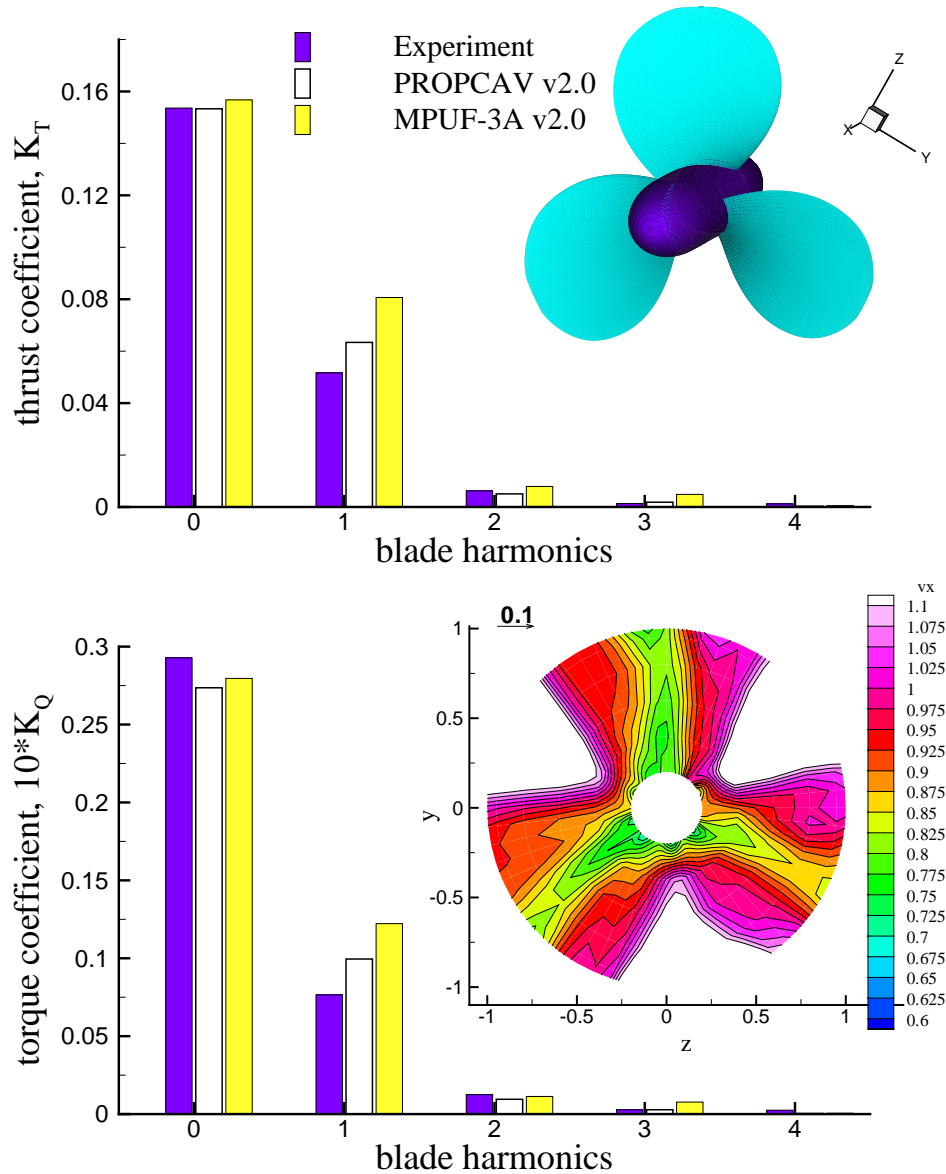 Experiment
PROPCAV v2.0
MPUF-3A v2.0
Z
X
Y
thrust coefficient, K_T
0.16
0.12
0.08
0.04
0
0 1 2 3 4
blade harmonics
torque coefficient, 10*K_Q
0.3
0.25
0.2
0.15
0.1
0.05
0
0 1 2 3 4
blade harmonics
0.1
y
1
0.5
0
-0.5
-1
-1 -0.5 0 0.5 1
z
vx
1.1
1.075
1.05
1.025
1
0.975
0.95
0.925
0.9
0.875
0.85
0.825
0.8
0.775
0.75
0.725
0.7
0.675
0.65
0.625
0.6